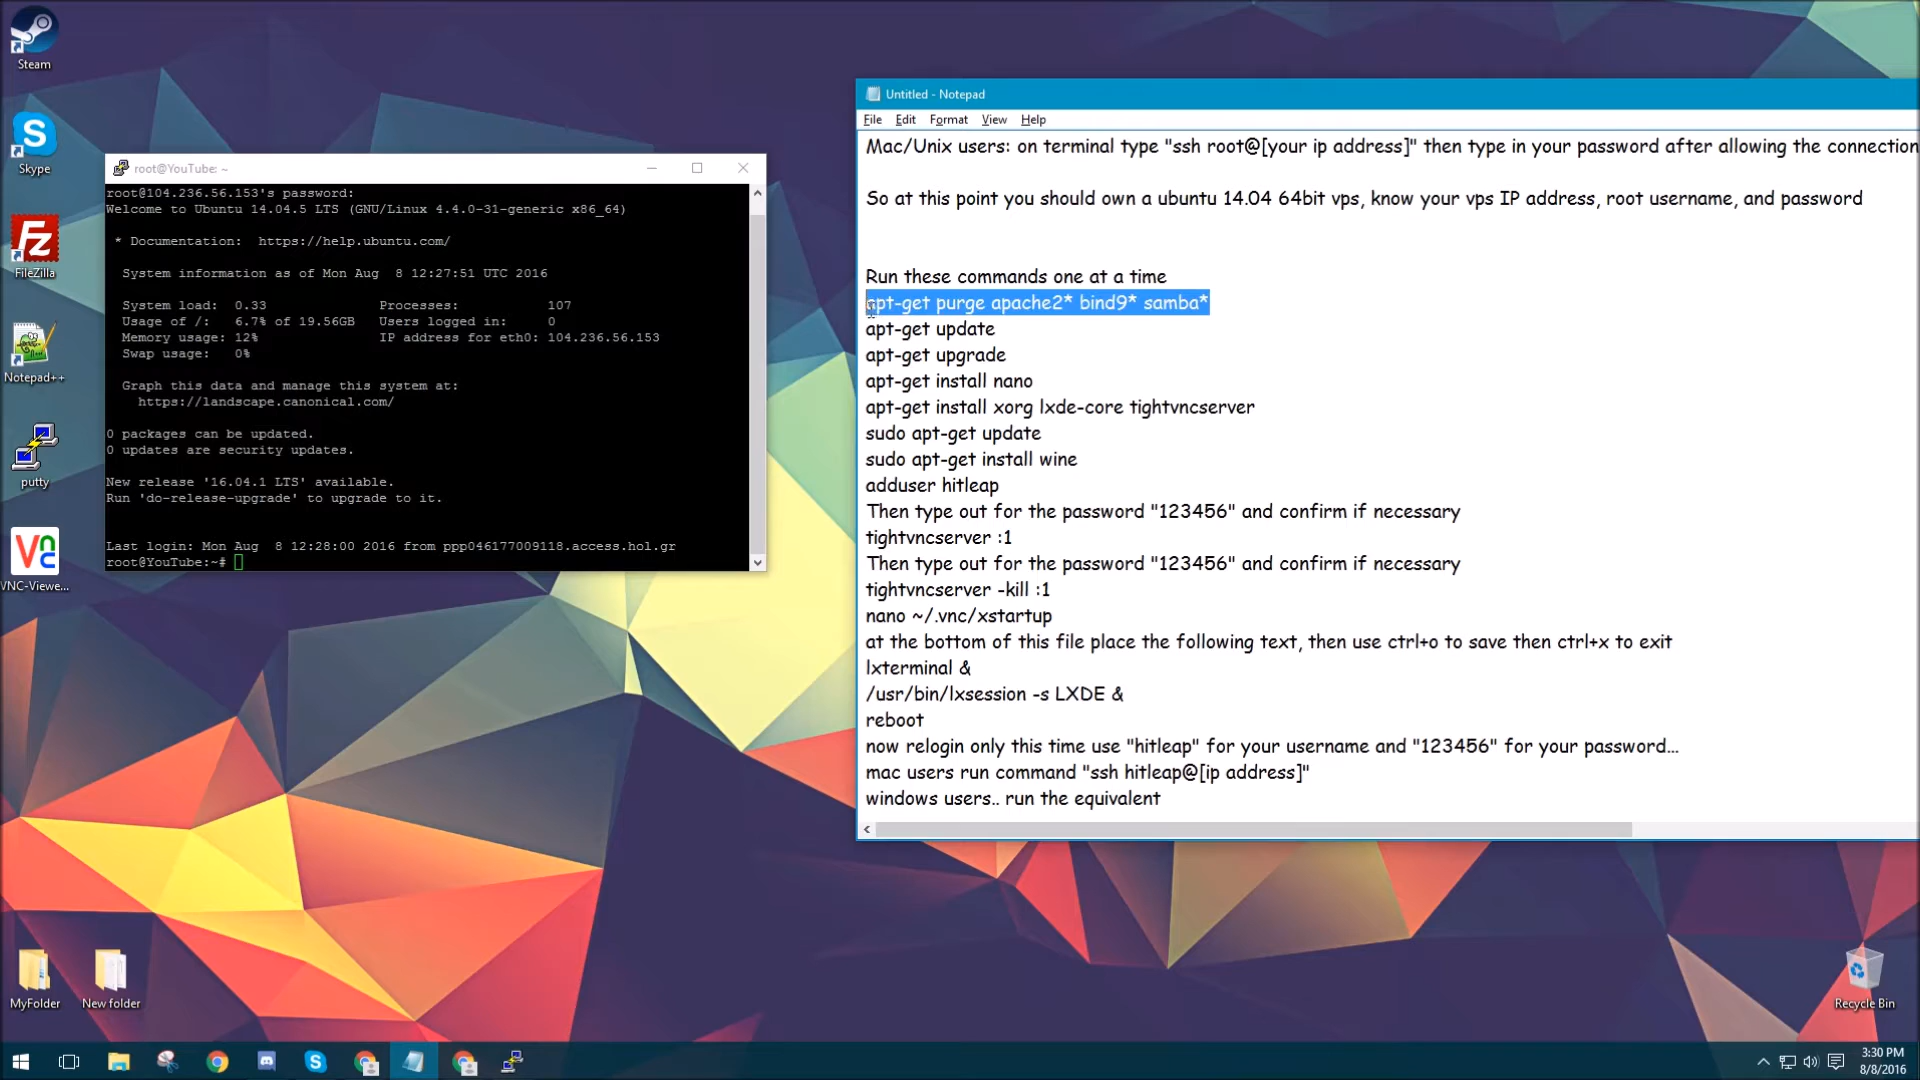 Steam
Skype
FileZilla
Notepad++
putty
VNC-Viewe...
MyFolder
New folder
root@YouTube: ~
root@104.236.56.153's password:
Welcome to Ubuntu 14.04.5 LTS (GNU/Linux 4.4.0-31-generic x86_64)
* Documentation:  https://help.ubuntu.com/
System information as of Mon Aug  8 12:27:51 UTC 2016
System load:  0.33    Processes:    107
Usage of /:   6.7% of 19.56GB   Users logged in:   0
Memory usage: 12%   IP address for eth0: 104.236.56.153
Swap usage:   0%
Graph this data and manage this system at:
https://landscape.canonical.com/
0 packages can be updated.
0 updates are security updates.
New release '16.04.1 LTS' available.
Run 'do-release-upgrade' to upgrade to it.
Last login: Mon Aug  8 12:28:00 2016 from ppp046177009118.access.hol.gr
root@YouTube:~#
Untitled - Notepad
File Edit Format View Help
Mac/Unix users: on terminal type "ssh root@[your ip address]" then type in your password after allowing the connection
So at this point you should own a ubuntu 14.04 64bit vps, know your vps IP address, root username, and password
Run these commands one at a time
apt-get purge apache2* bind9* samba*
apt-get update
apt-get upgrade
apt-get install nano
apt-get install xorg lxde-core tightvncserver
sudo apt-get update
sudo apt-get install wine
adduser hitleap
Then type out for the password "123456" and confirm if necessary
tightvncserver :1
Then type out for the password "123456" and confirm if necessary
tightvncserver -kill :1
nano ~/.vnc/xstartup
at the bottom of this file place the following text, then use ctrl+o to save then ctrl+x to exit
lxterminal &
/usr/bin/lxsession -s LXDE &
reboot
now relogin only this time use "hitleap" for your username and "123456" for your password...
mac users run command "ssh hitleap@[ip address]"
windows users.. run the equivalent
Recycle Bin
3:30 PM
8/8/2016